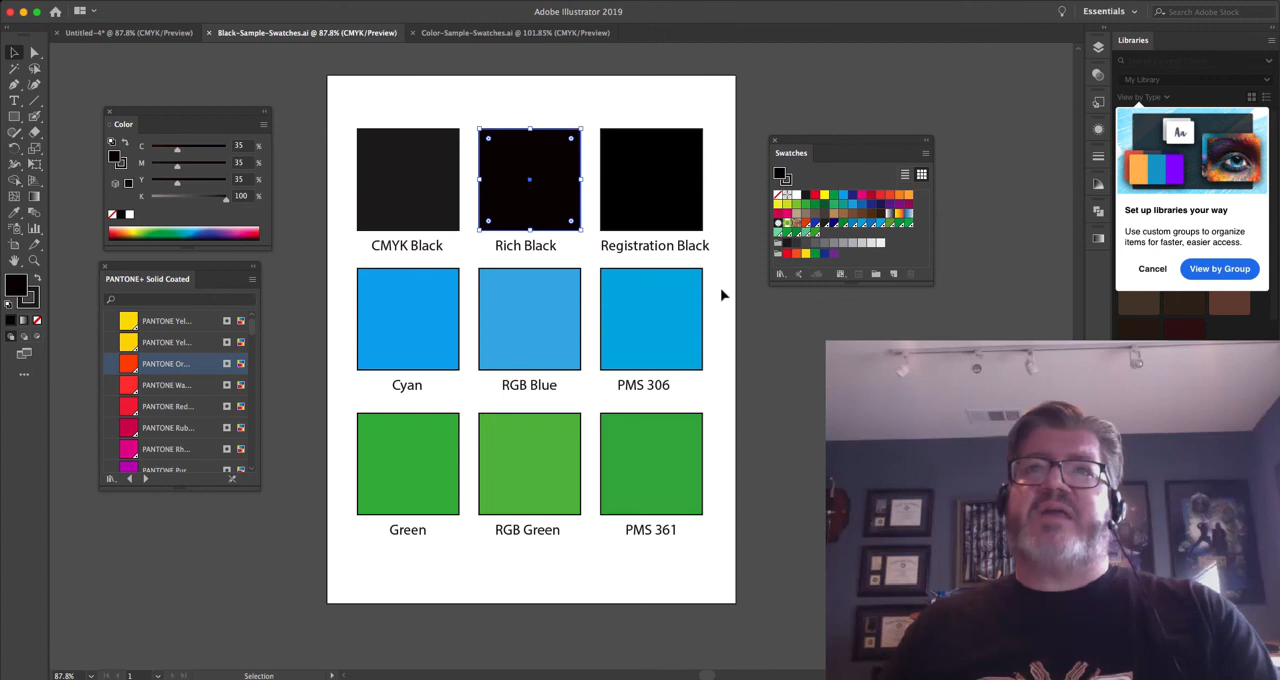 Adobe Illustrator 2019
Essentials
Search Adobe Stock
Untitled-4* @ 87.8% (CMYK/Preview)
Black-Sample-Swatches.ai @ 87.8% (CMYK/Preview)
Color-Sample-Swatches.ai @ 101.85% (CMYK/Preview)
Libraries
My Library
View by Type
Color
C 35 %
M 35 %
Y 35 %
K 100 %
Swatches
Aa
Set up libraries your way
Use custom groups to organize
items for faster, easier access.
Cancel
View by Group
CMYK Black
Rich Black
Registration Black
PANTONE+ Solid Coated
PANTONE Yel...
PANTONE Yel...
PANTONE Or...
PANTONE Wa...
PANTONE Red...
PANTONE Rub...
PANTONE Rh...
PANTONE Pur...
Cyan
RGB Blue
PMS 306
Green
RGB Green
PMS 361
87.8%
1
Selection